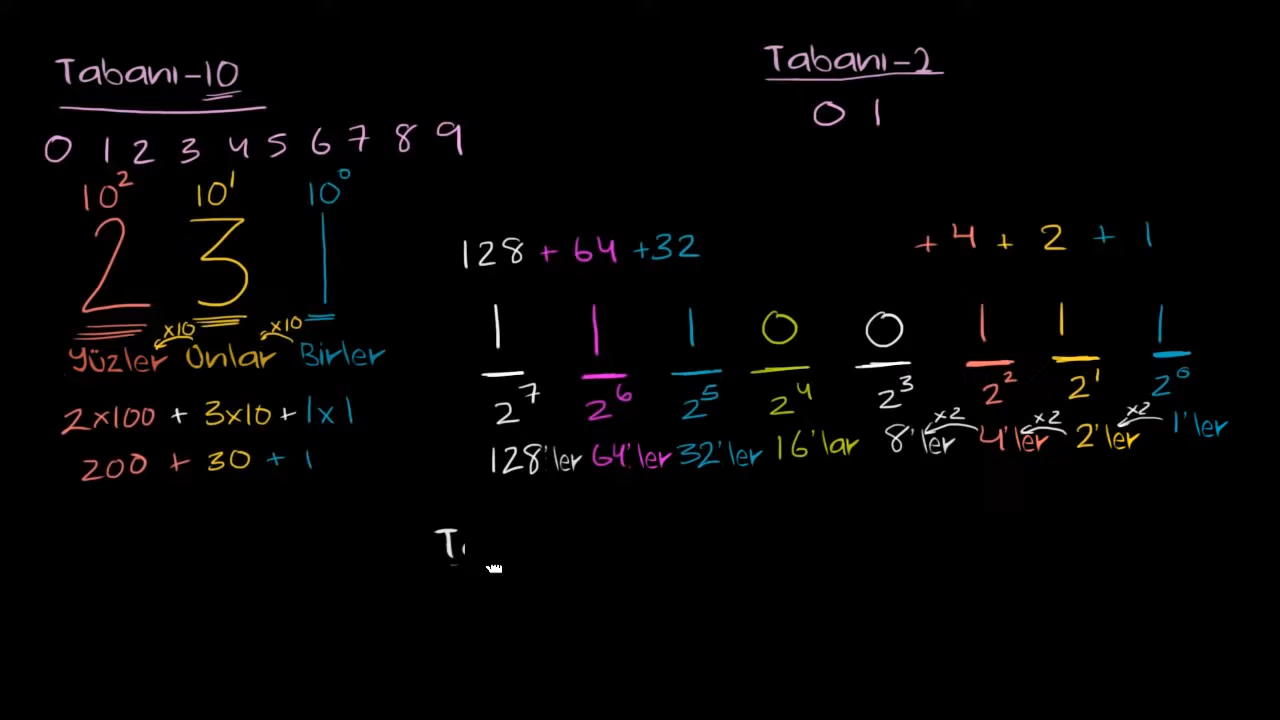 Tabanı-10
0 1 2 3 4 5 6 7 8 9
10² 10¹ 10⁰
2 3 1
x10 x10
Yüzler Onlar Birler
2x100 + 3x10 + 1x1
200 + 30 + 1
Tabanı-2
0 1
128 + 64 +32 + 4 + 2 + 1
1 1 1 0 0 1 1 1
2⁷ 2⁶ 2⁵ 2⁴ 2³ 2² 2¹ 2⁰
x2 x2 x2
128'ler 64'ler 32'ler 16'lar 8'ler 4'ler 2'ler 1'ler